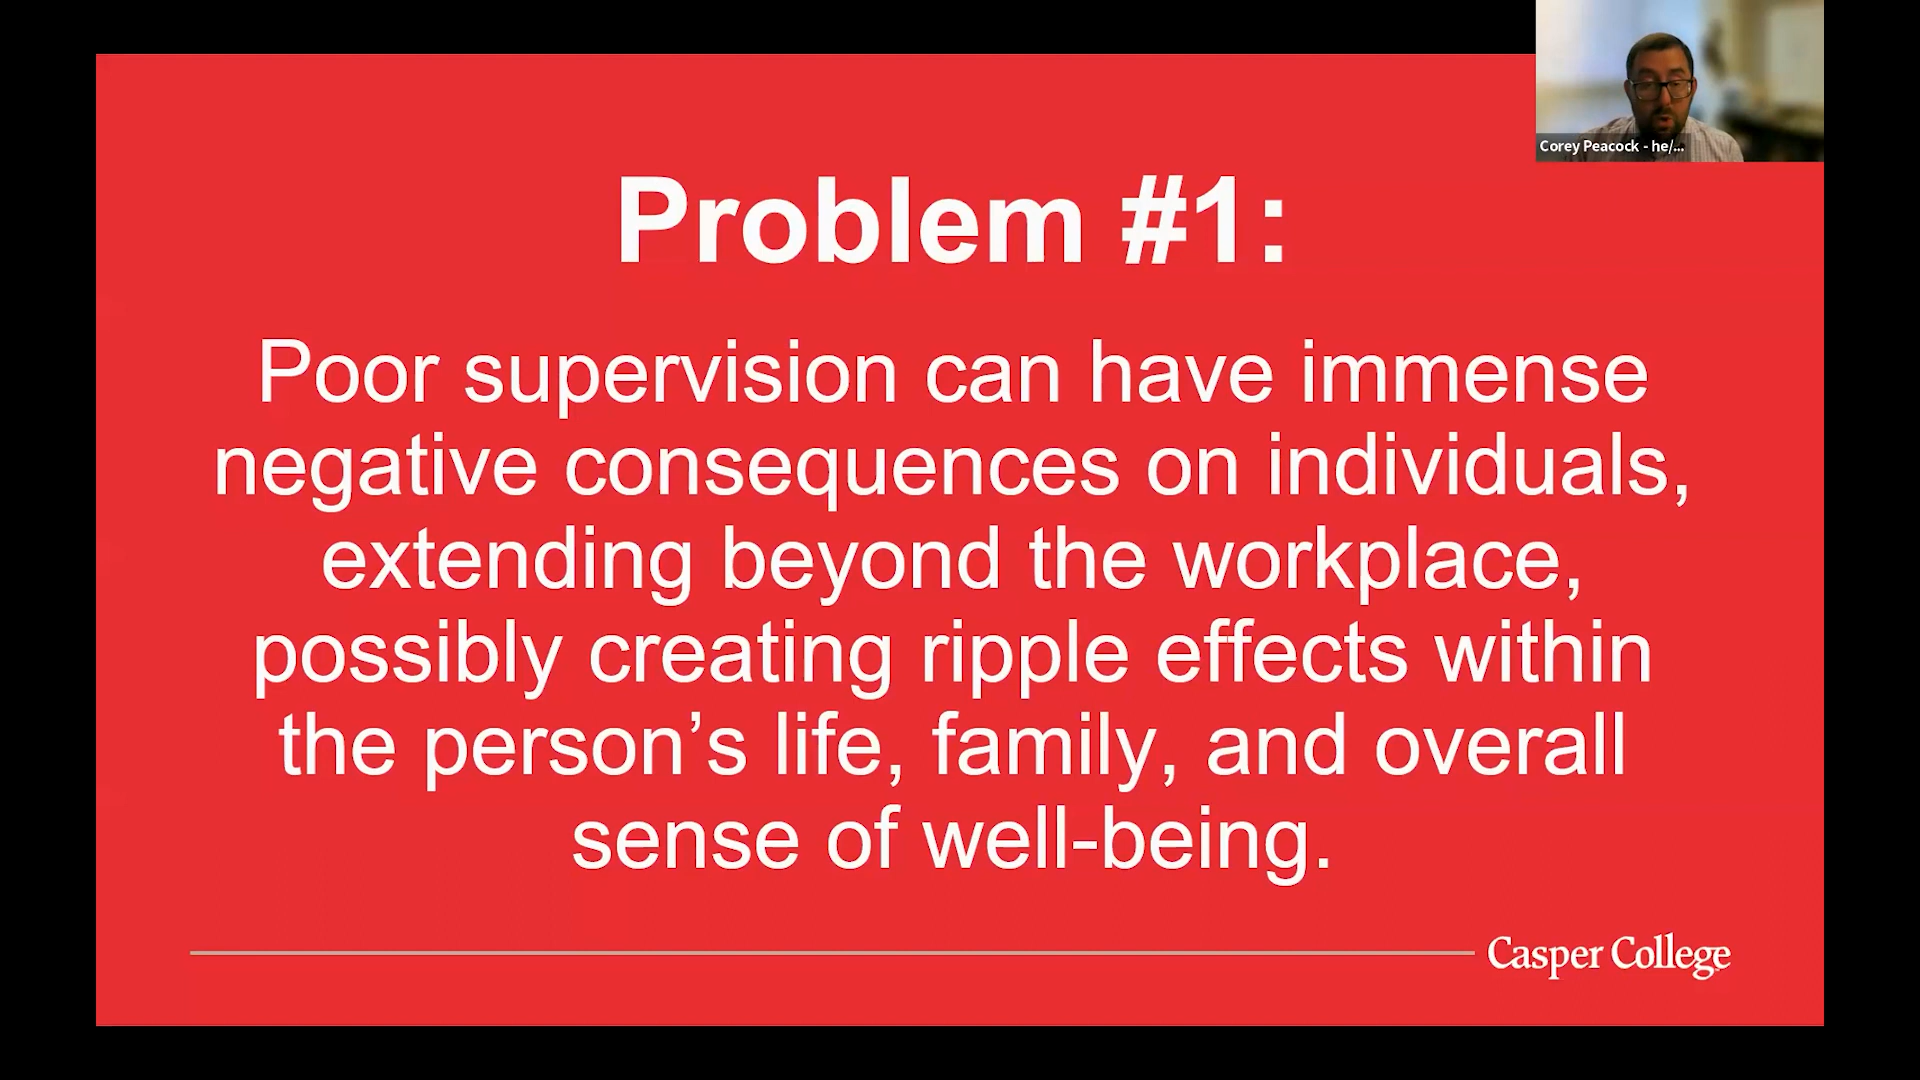 Corey Peacock - he/...
Problem #1:
Poor supervision can have immense
negative consequences on individuals,
extending beyond the workplace,
possibly creating ripple effects within
the person’s life, family, and overall
sense of well-being.
Casper College